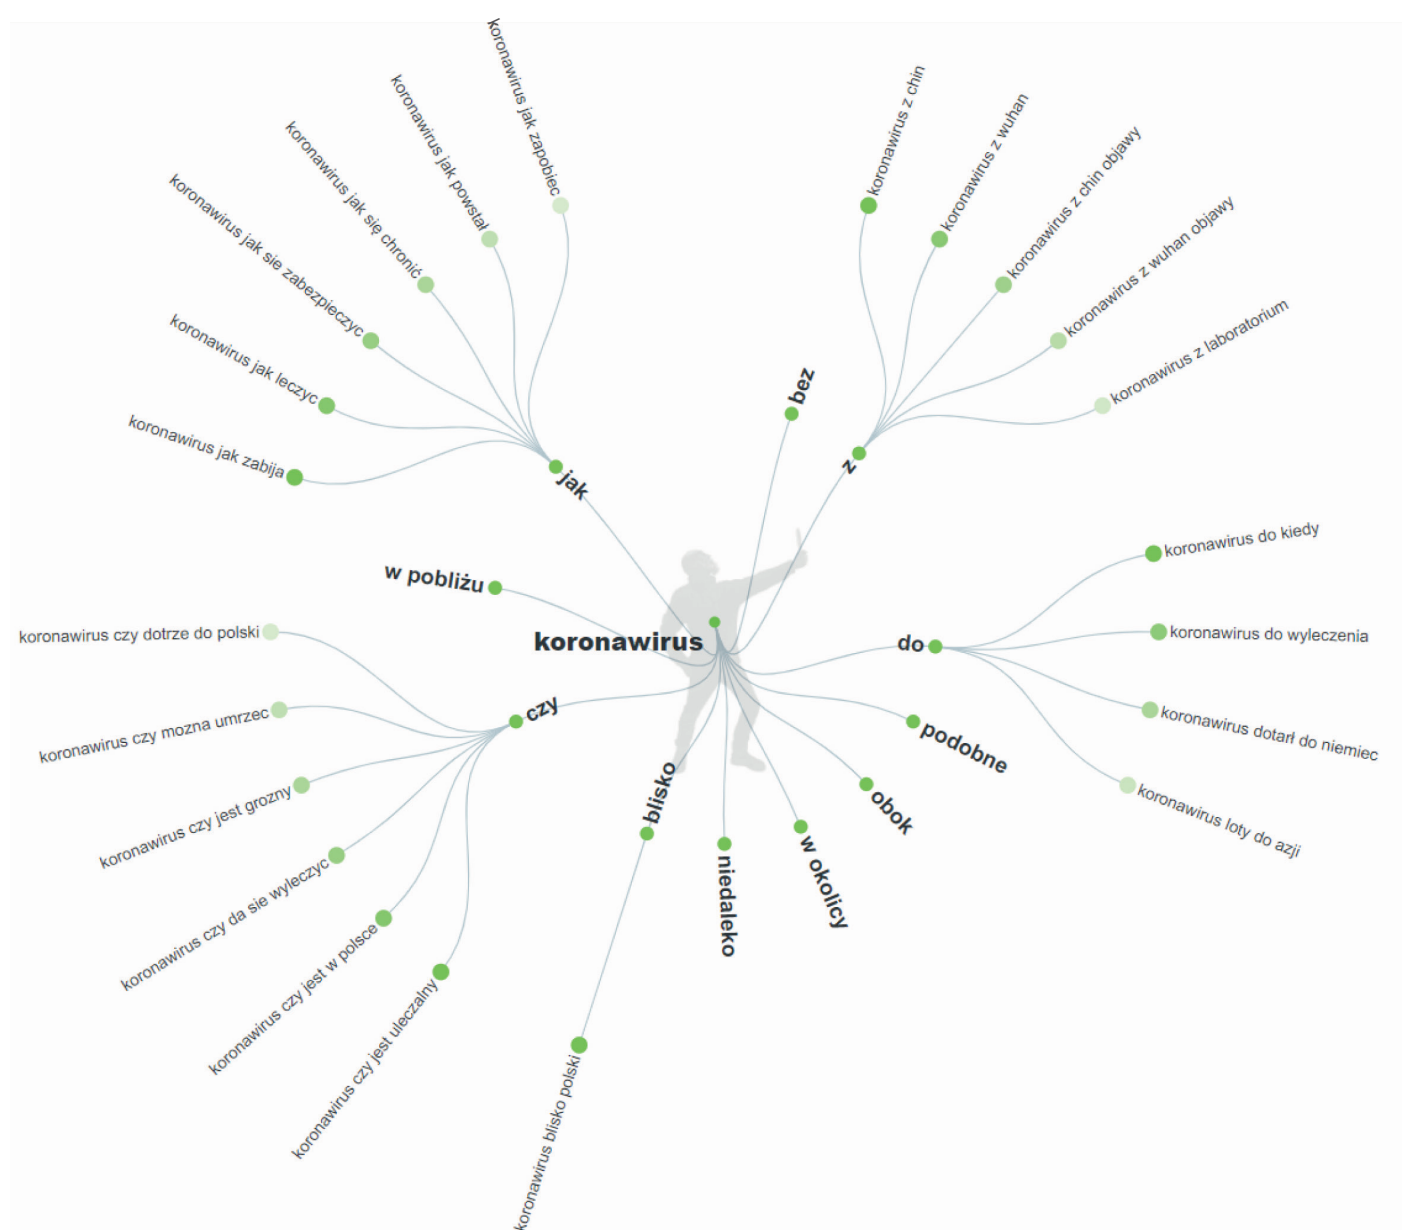 koronawirus
bez
z
koronawirus z chin
koronawirus z wuhan
koronawirus z chin objawy
koronawirus z wuhan objawy
koronawirus z laboratorium
do
koronawirus do kiedy
koronawirus do wyleczenia
koronawirus dotarł do niemiec
koronawirus loty do azji
podobne
obok
w okolicy
niedaleko
blisko
koronawirus blisko polski
czy
koronawirus czy jest uleczalny
koronawirus czy jest w polsce
koronawirus czy da sie wyleczyc
koronawirus czy jest grozny
koronawirus czy mozna umrzec
koronawirus czy dotrze do polski
w pobliżu
jak
koronawirus jak zabija
koronawirus jak leczyc
koronawirus jak sie zabezpieczyc
koronawirus jak się chronić
koronawirus jak powstał
koronawirus jak zapobiec